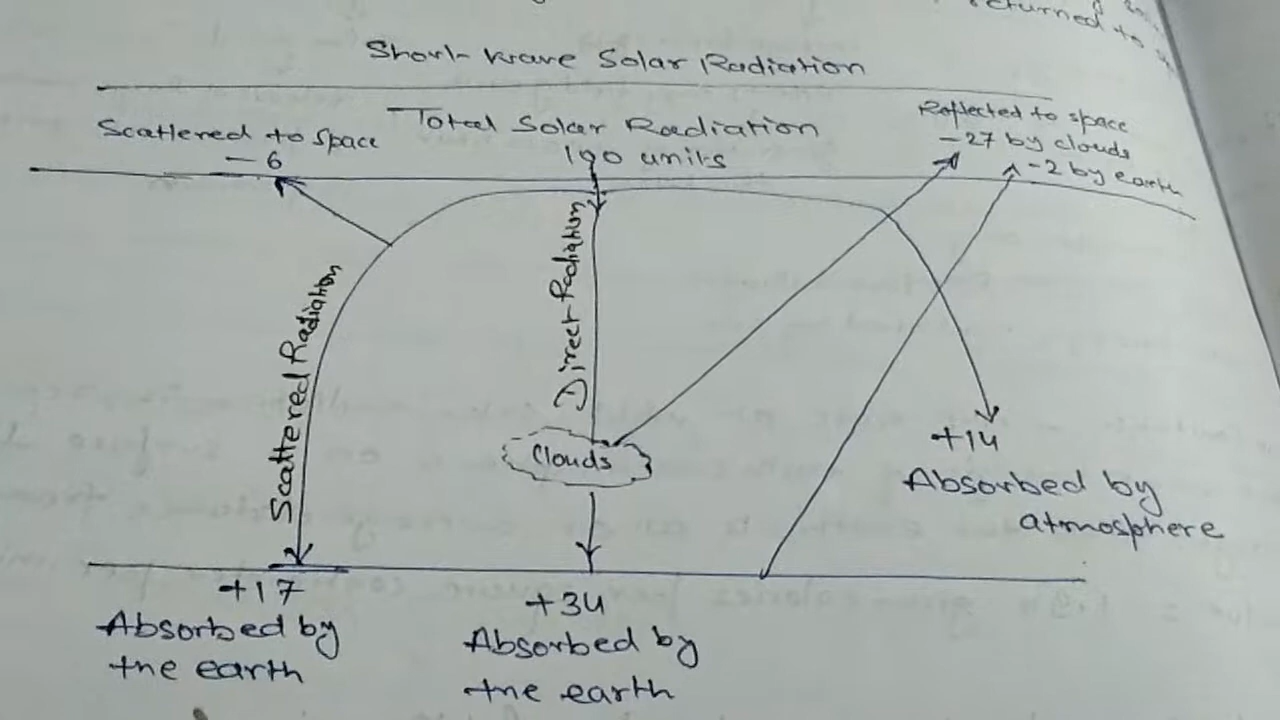 returned to
Short-wave Solar Radiation
Scattered to space
- 6
Total Solar Radiation
100 units
Reflected to space
- 27 by clouds
- 2 by earth
Scattered Radiation
Direct Radiation
Clouds
+14
Absorbed by
atmosphere
+17
Absorbed by
the earth
+34
Absorbed by
the earth